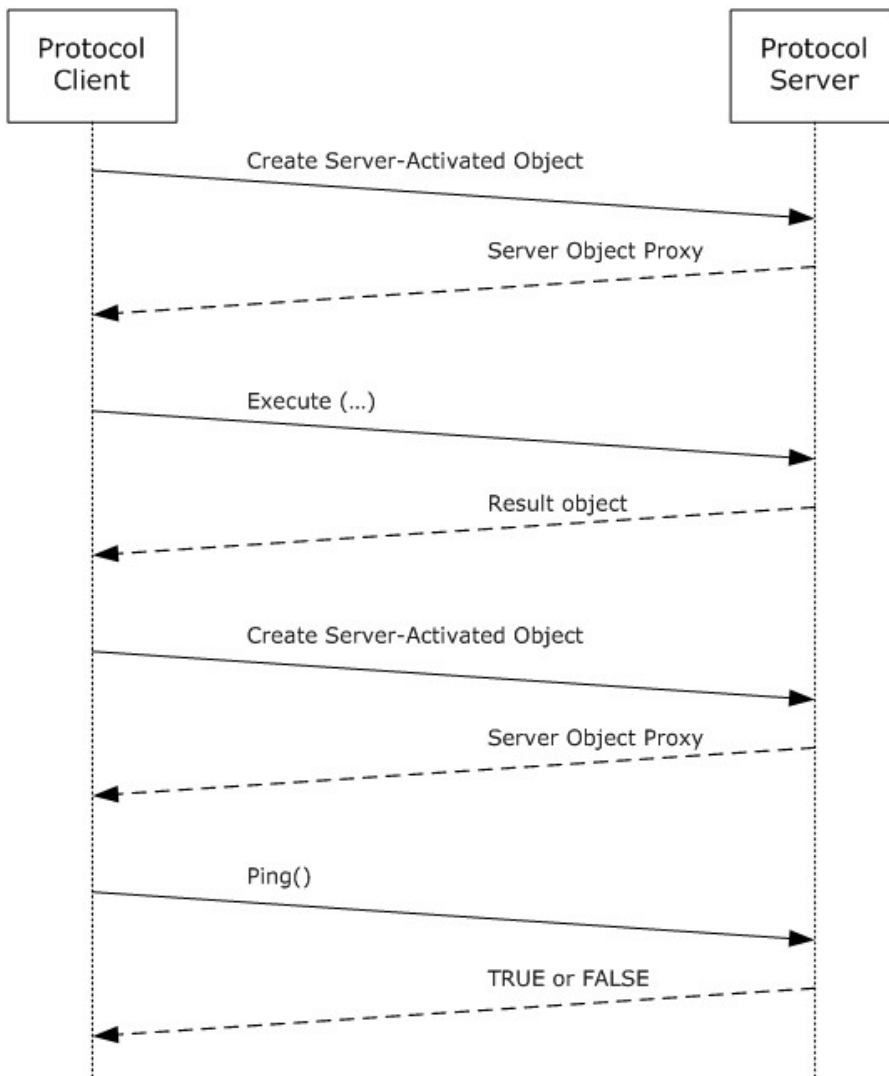 Protocol
Client
Protocol
Server
Create Server-Activated Object
Server Object Proxy
Execute (...)
Result object
Create Server-Activated Object
Server Object Proxy
Ping()
TRUE or FALSE